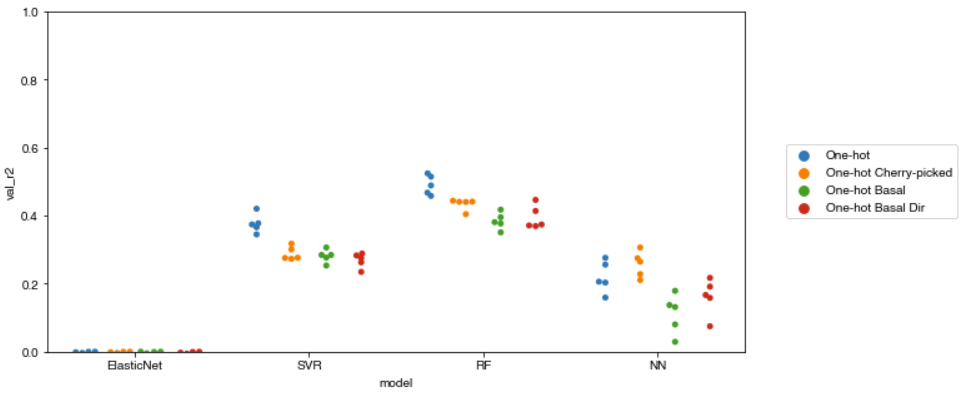 1.0
0.8
0.6
0.4
0.2
0.0
val_r2
ElasticNet SVR RF NN
model
One-hot
One-hot Cherry-picked
One-hot Basal
One-hot Basal Dir